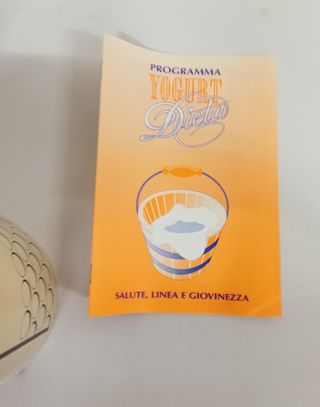 PROGRAMMA
YOGURT
Dieta
SALUTE, LINEA E GIOVINEZZA